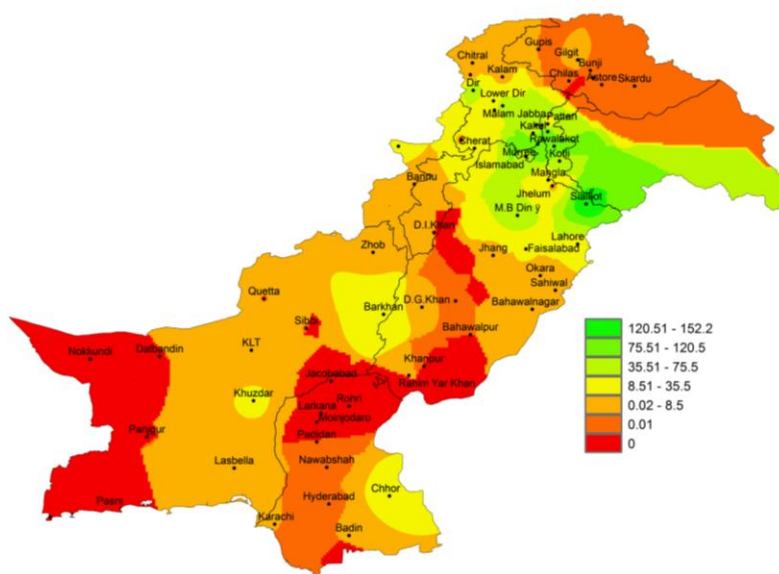 Gupis
Gilgit
Chitral
Bunji
Kalam
Chilas
Astore
Skardu
Dir
Lower Dir
Malam Jabba
Pattan
Kakul
Rawalakot
Cherat
Murree
Kotli
Islamabad
Mangla
Bannu
Jhelum
Sialkot
M.B Din ÿ
D.I.Khan
Lahore
Zhob
Jhang
Faisalabad
Okara
Sahiwal
Quetta
D.G.Khan
Bahawalnagar
Barkhan
Sibbi
Bahawalpur
KLT
Nokkundi
Dalbandin
Khanpur
Rahim Yar Khan
Jacobabad
Khuzdar
Rohri
Larkana
Moinjodaro
Panjgur
Padidan
Lasbella
Nawabshah
Chhor
Pasni
Hyderabad
Karachi
Badin
120.51 - 152.2
75.51 - 120.5
35.51 - 75.5
8.51 - 35.5
0.02 - 8.5
0.01
0